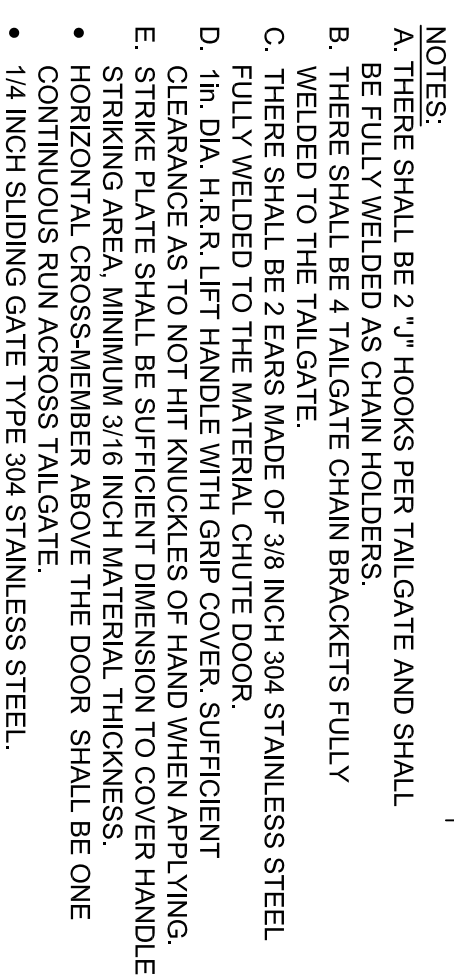 NOTES:
A. THERE SHALL BE 2 "J" HOOKS PER TAILGATE AND SHALL
BE FULLY WELDED AS CHAIN HOLDERS.
B. THERE SHALL BE 4 TAILGATE CHAIN BRACKETS FULLY
WELDED TO THE TAILGATE.
C. THERE SHALL BE 2 EARS MADE OF 3/8 INCH 304 STAINLESS STEEL
FULLY WELDED TO THE MATERIAL CHUTE DOOR.
D. 1in. DIA. H.R.R. LIFT HANDLE WITH GRIP COVER. SUFFICIENT
CLEARANCE AS TO NOT HIT KNUCKLES OF HAND WHEN APPLYING.
E. STRIKE PLATE SHALL BE SUFFICIENT DIMENSION TO COVER HANDLE
STRIKING AREA, MINIMUM 3/16 INCH MATERIAL THICKNESS.
• HORIZONTAL CROSS-MEMBER ABOVE THE DOOR SHALL BE ONE
CONTINUOUS RUN ACROSS TAILGATE.
• 1/4 INCH SLIDING GATE TYPE 304 STAINLESS STEEL.